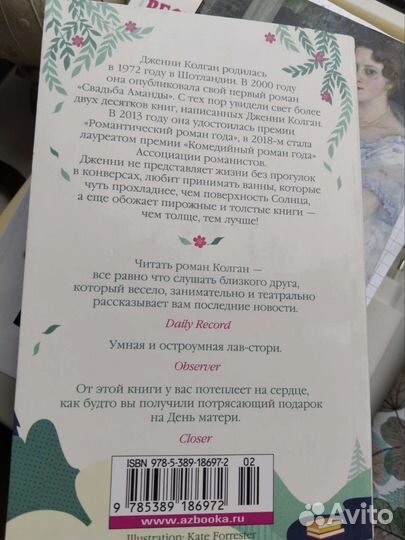 Дженни Колган родилась
в 1972 году в Шотландии. В 2000 году
она опубликовала свой первый роман
«Свадьба Аманды». С тех пор увидели свет более
двух десятков книг, написанных Дженни Колган.
В 2013 году она удостоилась премии
«Романтический роман года», в 2018-м стала
лауреатом премии «Комедийный роман года»
Ассоциации романистов.
Дженни не представляет жизни без прогулок
в конверсах, любит принимать ванны, которые
чуть прохладнее, чем поверхность Солнца,
а еще обожает пирожные и толстые книги —
чем толще, тем лучше!
Читать роман Колган —
все равно что слушать близкого друга,
который весело, занимательно и театрально
рассказывает вам последние новости.
Daily Record
Умная и остроумная лав-стори.
Observer
От этой книги у вас потеплеет на сердце,
как будто вы получили потрясающий подарок
на День матери.
Closer
ISBN 978-5-389-18697-2 02
9 785389 186972
www.azbooka.ru
Illustration: Kate Forrester
Avito